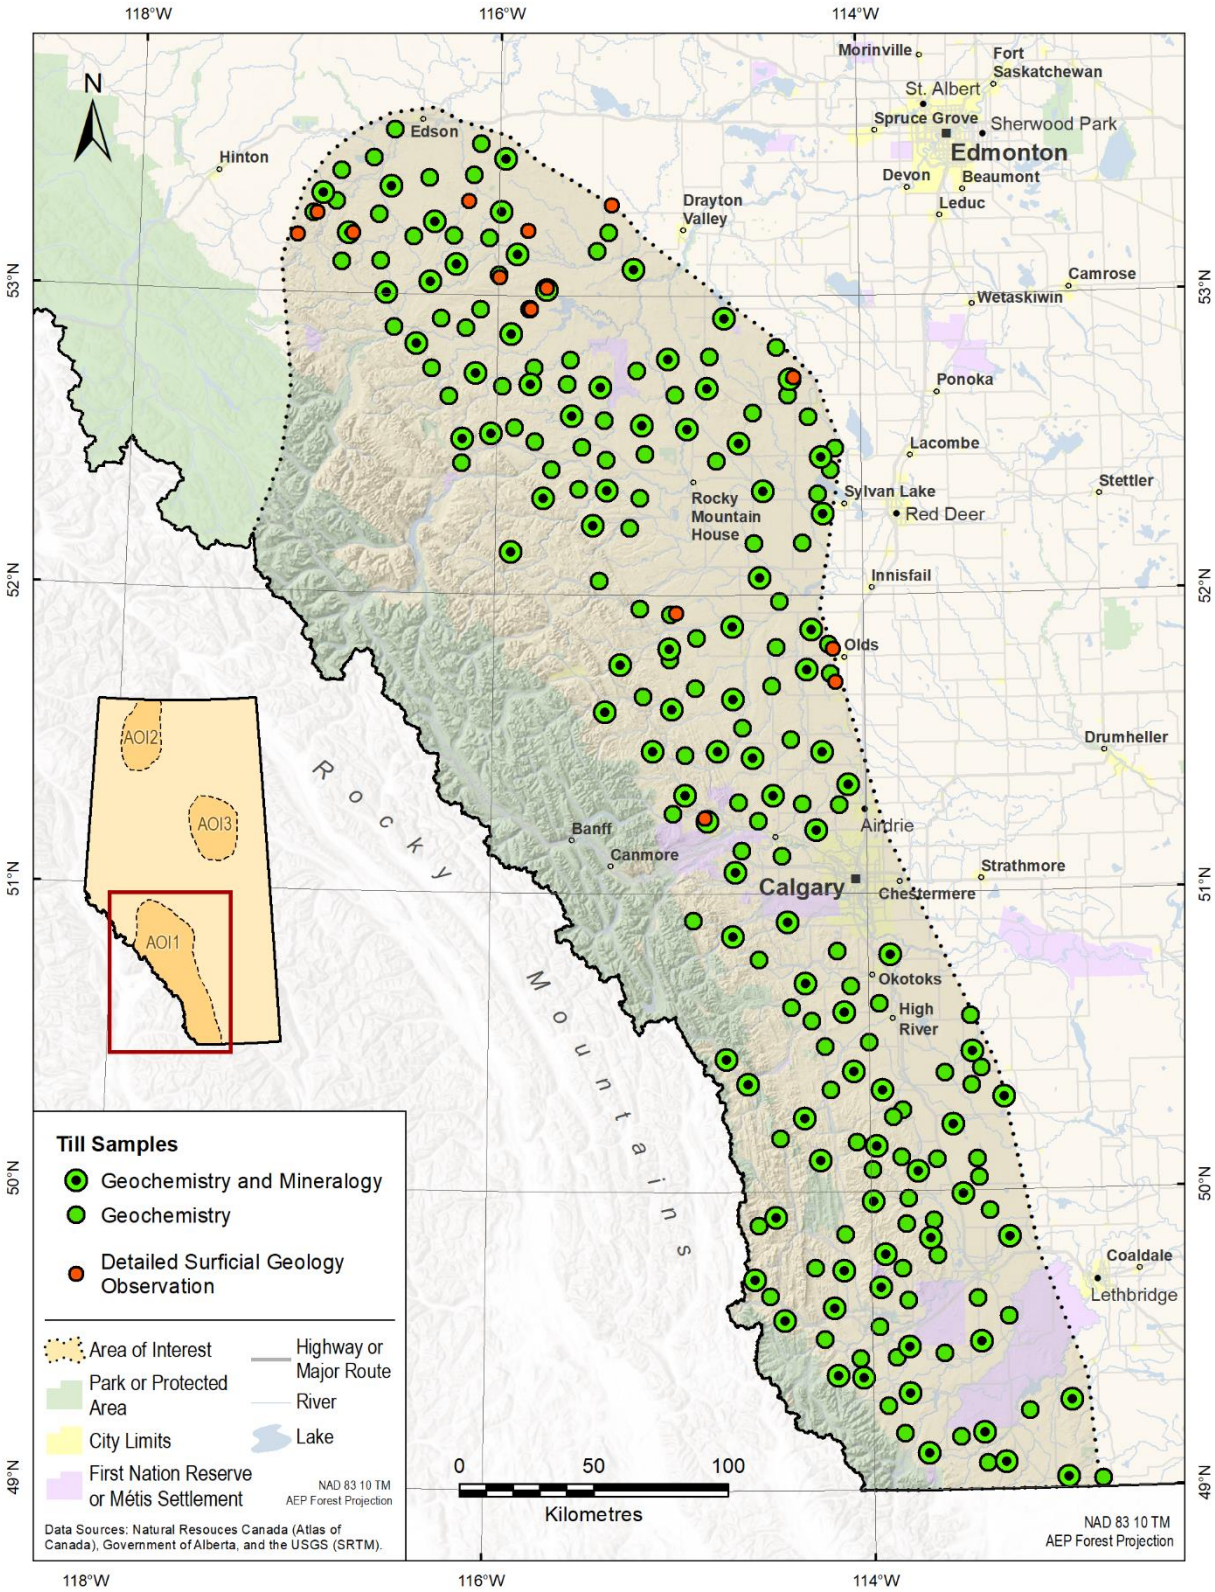 118°W
116°W
114°W
N
Morinville
Fort
Saskatchewan
St. Albert
Spruce Grove
Sherwood Park
Edmonton
Edson
Hinton
Devon
Beaumont
Leduc
Drayton
Valley
53°N
53°N
Camrose
Wetaskiwin
Ponoka
Lacombe
Stettler
Rocky
Mountain
House
Sylvan Lake
Red Deer
52°N
52°N
Innisfail
Olds
Drumheller
AOI2
AOI3
AOI1
Rocky
Mountains
Banff
Canmore
Airdrie
Strathmore
51°N
51°N
Calgary
Chestermere
Okotoks
High
River
50°N
50°N
Coaldale
Lethbridge
49°N
49°N
Till Samples
Geochemistry and Mineralogy
Geochemistry
Detailed Surficial Geology
Observation
Area of Interest
Park or Protected
Area
City Limits
First Nation Reserve
or Métis Settlement
Highway or
Major Route
River
Lake
NAD 83 10 TM
AEP Forest Projection
Data Sources: Natural Resouces Canada (Atlas of
Canada), Government of Alberta, and the USGS (SRTM).
0 50 100
Kilometres
NAD 83 10 TM
AEP Forest Projection
118°W
116°W
114°W